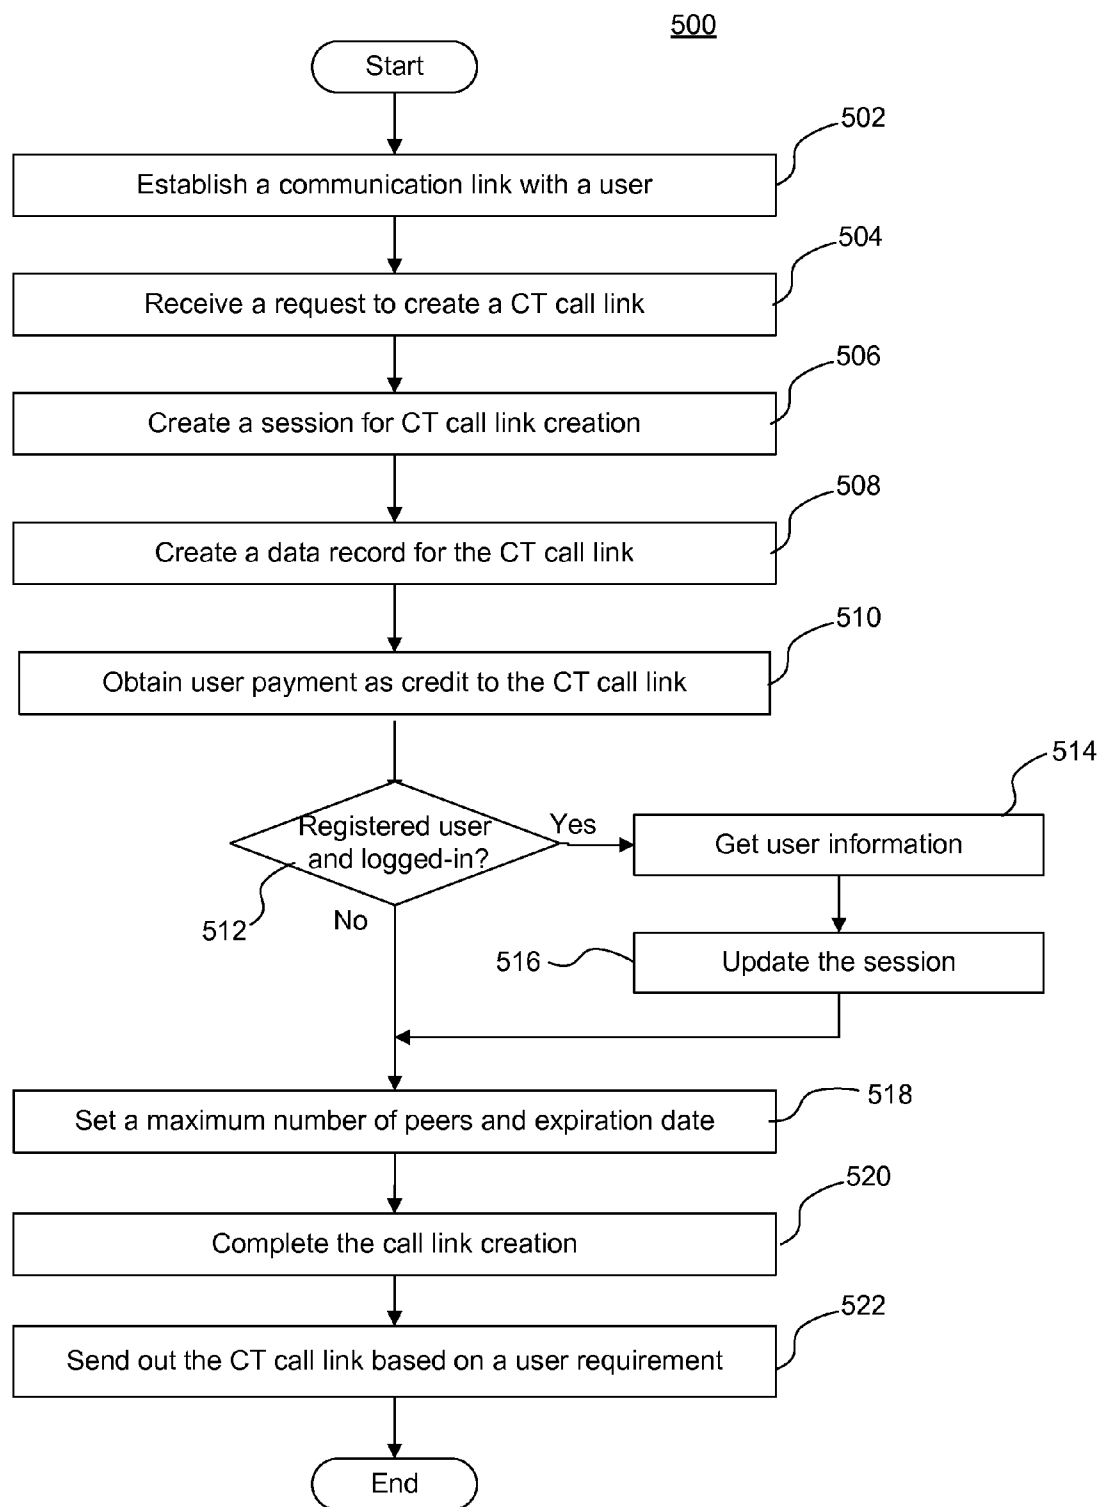 500
Start
502
Establish a communication link with a user
504
Receive a request to create a CT call link
506
Create a session for CT call link creation
508
Create a data record for the CT call link
510
Obtain user payment as credit to the CT call link
514
Registered user
and logged-in?
Yes
Get user information
512
No
516
Update the session
518
Set a maximum number of peers and expiration date
520
Complete the call link creation
522
Send out the CT call link based on a user requirement
End